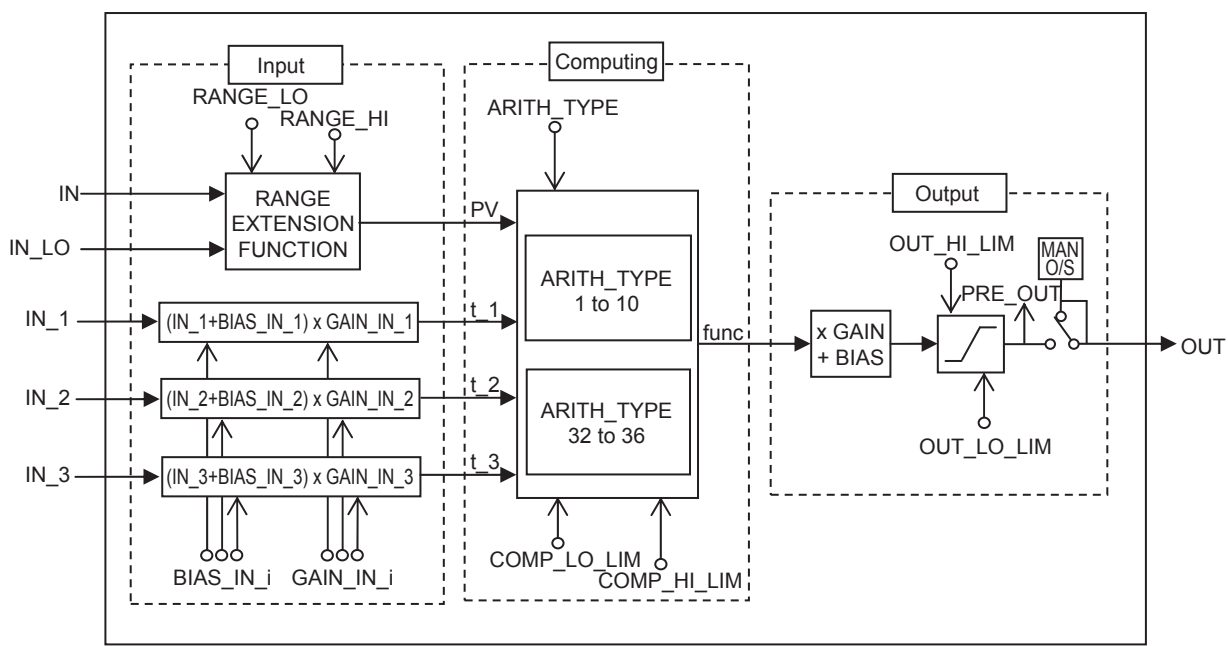 Input
Computing
RANGE_LO
RANGE_HI
ARITH_TYPE
IN
RANGE
EXTENSION
FUNCTION
PV
Output
IN_LO
ARITH_TYPE
1 to 10
OUT_HI_LIM
MAN
O/S
PRE_OUT
IN_1
(IN_1+BIAS_IN_1) x GAIN_IN_1
t_1
func
x GAIN
+ BIAS
OUT
IN_2
(IN_2+BIAS_IN_2) x GAIN_IN_2
t_2
ARITH_TYPE
32 to 36
OUT_LO_LIM
IN_3
(IN_3+BIAS_IN_3) x GAIN_IN_3
t_3
BIAS_IN_i
GAIN_IN_i
COMP_LO_LIM
COMP_HI_LIM